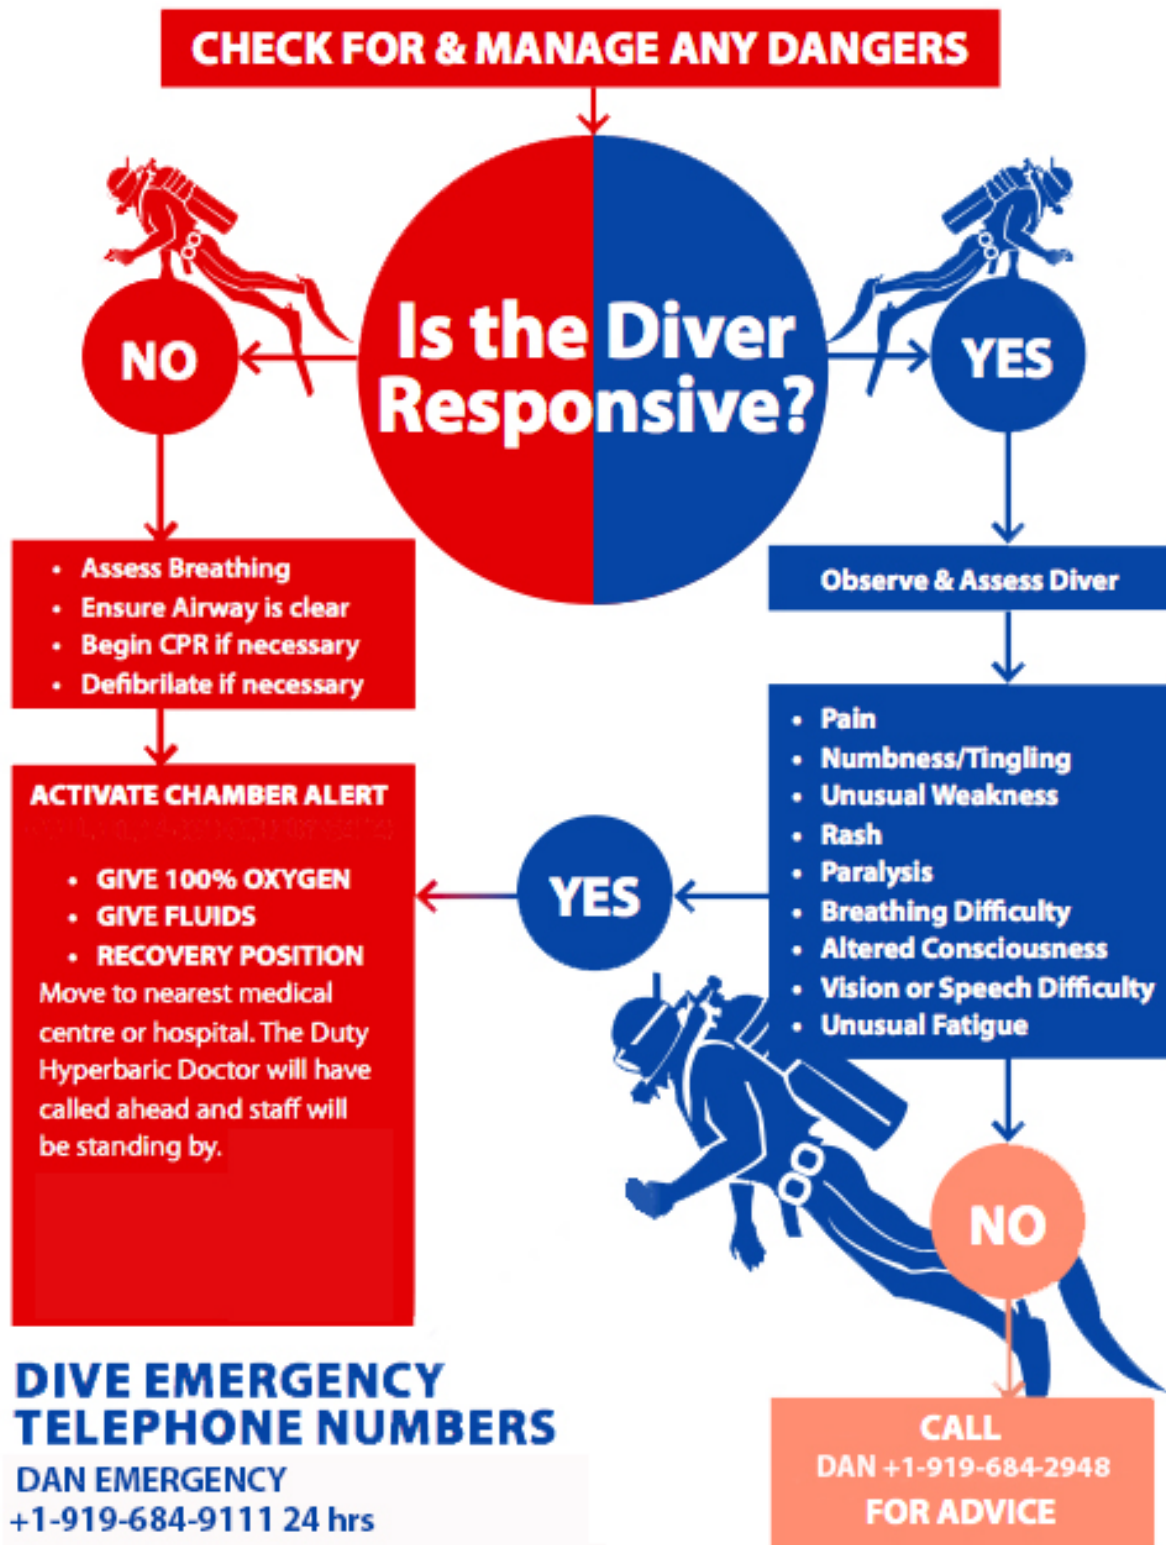 CHECK FOR & MANAGE ANY DANGERS
Is the Diver
Responsive?
NO
YES
• Assess Breathing
• Ensure Airway is clear
• Begin CPR if necessary
• Defibrilate if necessary
Observe & Assess Diver
• Pain
• Numbness/Tingling
• Unusual Weakness
• Rash
• Paralysis
• Breathing Difficulty
• Altered Consciousness
• Vision or Speech Difficulty
• Unusual Fatigue
YES
ACTIVATE CHAMBER ALERT
• GIVE 100% OXYGEN
• GIVE FLUIDS
• RECOVERY POSITION
Move to nearest medical
centre or hospital. The Duty
Hyperbaric Doctor will have
called ahead and staff will
be standing by.
NO
CALL
DAN +1-919-684-2948
FOR ADVICE
DIVE EMERGENCY
TELEPHONE NUMBERS
DAN EMERGENCY
+1-919-684-9111 24 hrs